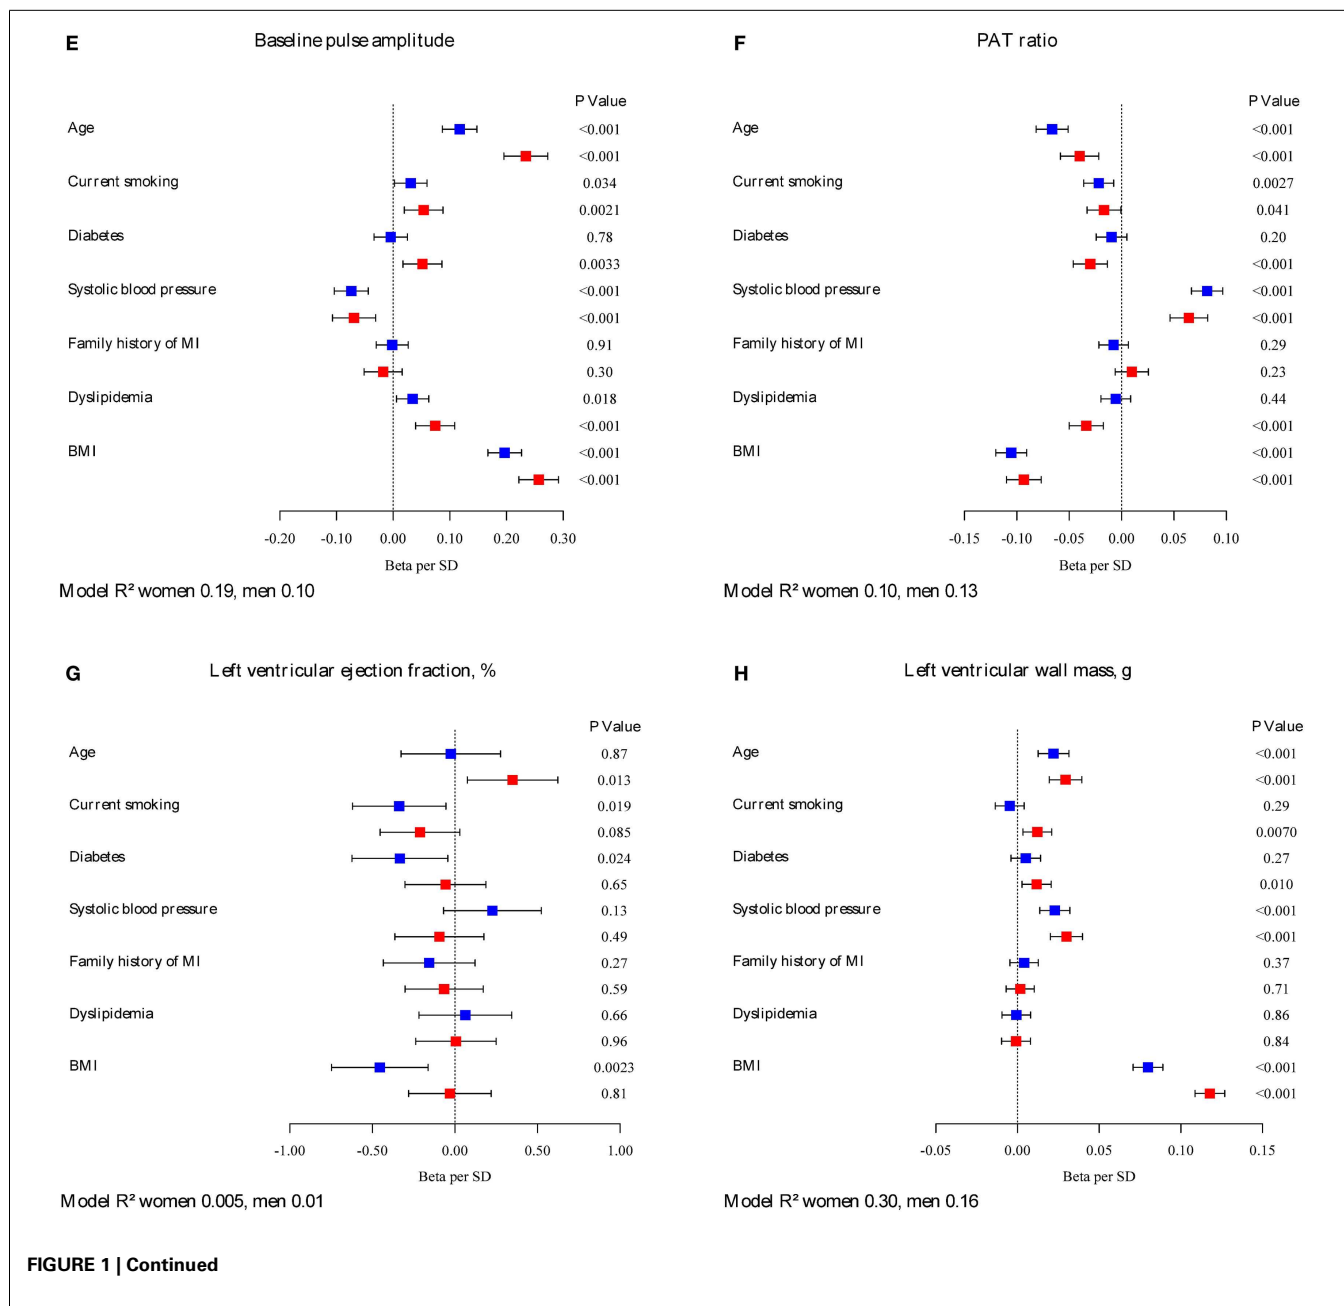 E Baseline pulse amplitude
P Value
Age <0.001
<0.001
Current smoking 0.034
0.0021
Diabetes 0.78
0.0033
Systolic blood pressure <0.001
<0.001
Family history of MI 0.91
0.30
Dyslipidemia 0.018
<0.001
BMI <0.001
<0.001
-0.20 -0.10 0.00 0.10 0.20 0.30
Beta per SD
Model R² women 0.19, men 0.10
F PAT ratio
P Value
Age <0.001
<0.001
Current smoking 0.0027
0.041
Diabetes 0.20
<0.001
Systolic blood pressure <0.001
<0.001
Family history of MI 0.29
0.23
Dyslipidemia 0.44
<0.001
BMI <0.001
<0.001
-0.15 -0.10 -0.05 0.00 0.05 0.10
Beta per SD
Model R² women 0.10, men 0.13
G Left ventricular ejection fraction, %
P Value
Age 0.87
0.013
Current smoking 0.019
0.085
Diabetes 0.024
0.65
Systolic blood pressure 0.13
0.49
Family history of MI 0.27
0.59
Dyslipidemia 0.66
0.96
BMI 0.0023
0.81
-1.00 -0.50 0.00 0.50 1.00
Beta per SD
Model R² women 0.005, men 0.01
H Left ventricular wall mass, g
P Value
Age <0.001
<0.001
Current smoking 0.29
0.0070
Diabetes 0.27
0.010
Systolic blood pressure <0.001
<0.001
Family history of MI 0.37
0.71
Dyslipidemia 0.86
0.84
BMI <0.001
<0.001
-0.05 0.00 0.05 0.10 0.15
Beta per SD
Model R² women 0.30, men 0.16
FIGURE 1 | Continued